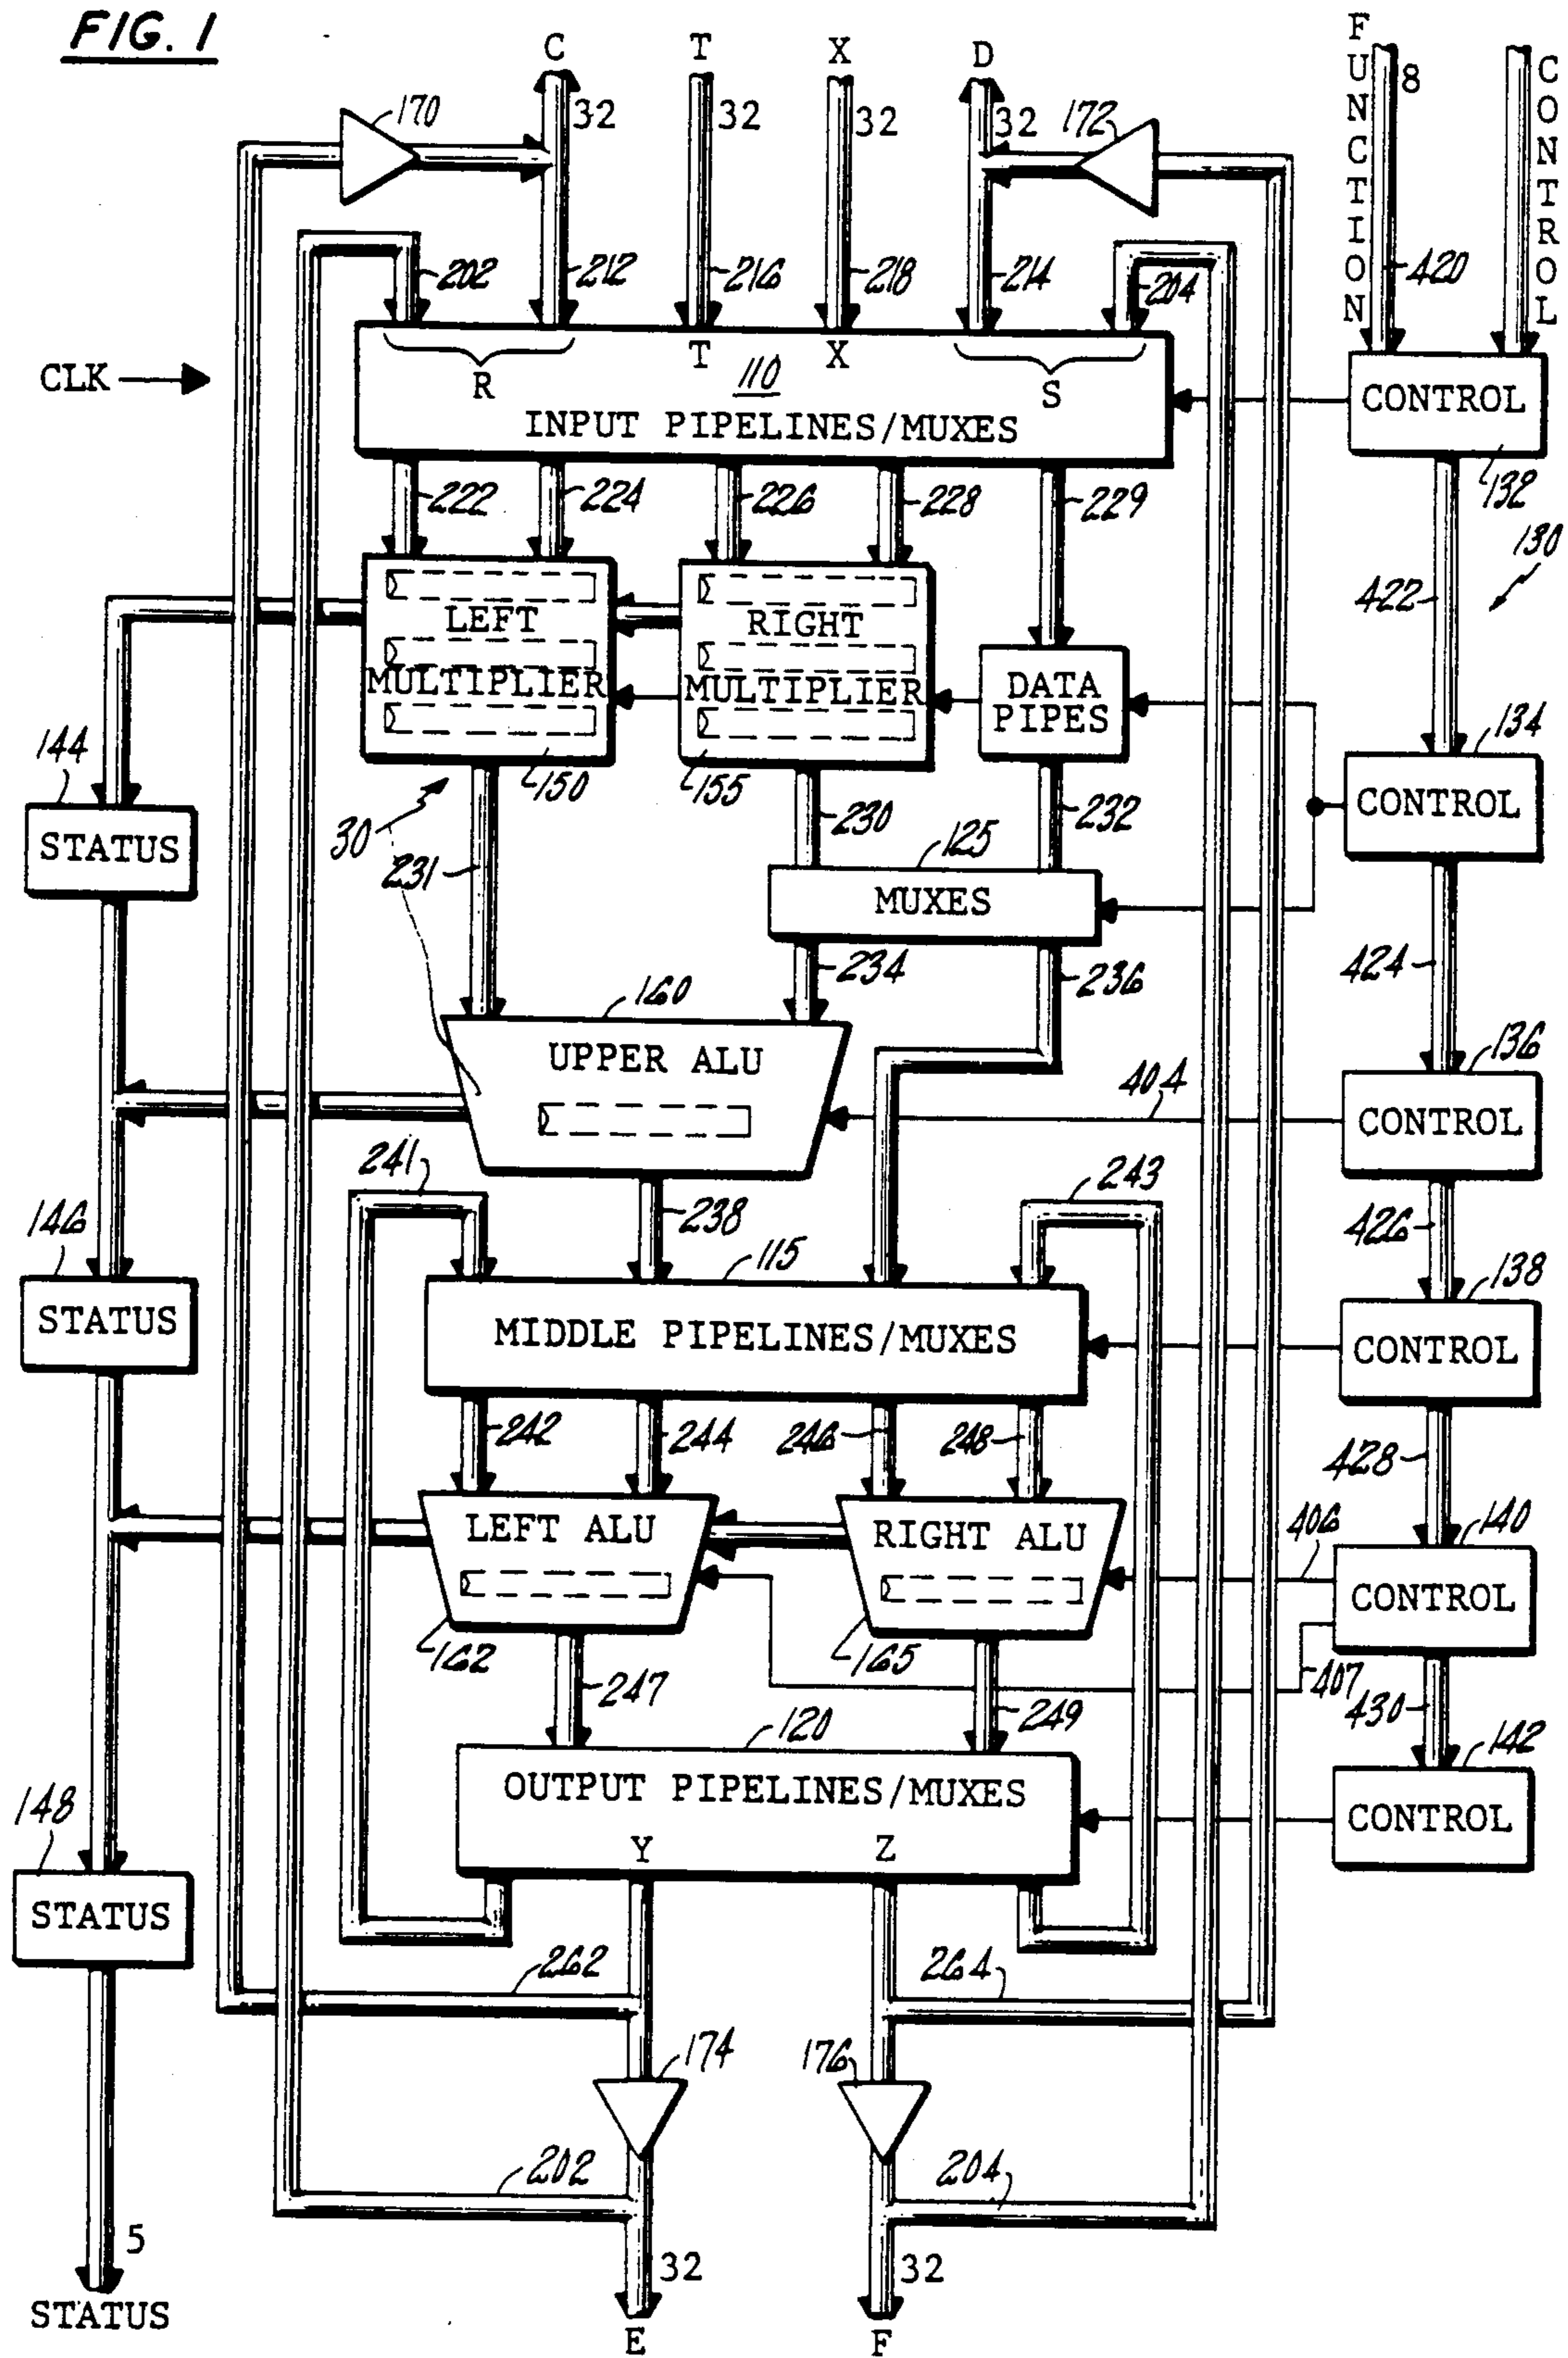 FIG. 1
C
T
X
D
FUNCTION
8
CONTROL
170
32
32
32
32
172
202
212
216
218
214
204
420
CLK
R
T
X
S
110
INPUT PIPELINES/MUXES
CONTROL
132
222
224
226
228
229
130
422
LEFT
MULTIPLIER
RIGHT
MULTIPLIER
DATA
PIPES
144
150
155
134
STATUS
30
231
230
232
CONTROL
125
MUXES
234
236
424
160
UPPER ALU
404
136
CONTROL
241
243
146
238
426
115
138
STATUS
MIDDLE PIPELINES/MUXES
CONTROL
242
244
246
248
428
LEFT ALU
RIGHT ALU
406
140
CONTROL
162
165
247
249
407
430
120
142
OUTPUT PIPELINES/MUXES
CONTROL
148
Y
Z
STATUS
262
264
174
176
202
204
5
32
32
STATUS
E
F